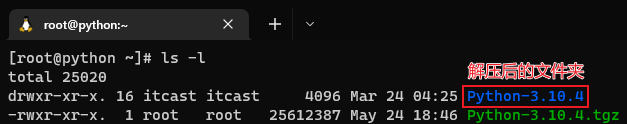 root@python:~
[root@python ~]# ls -l
total 25020
解压后的文件夹
drwxr-xr-x. 16 itcast itcast 4096 Mar 24 04:25 Python-3.10.4
-rwxr-xr-x. 1 root root 25612387 May 24 18:46 Python-3.10.4.tgz